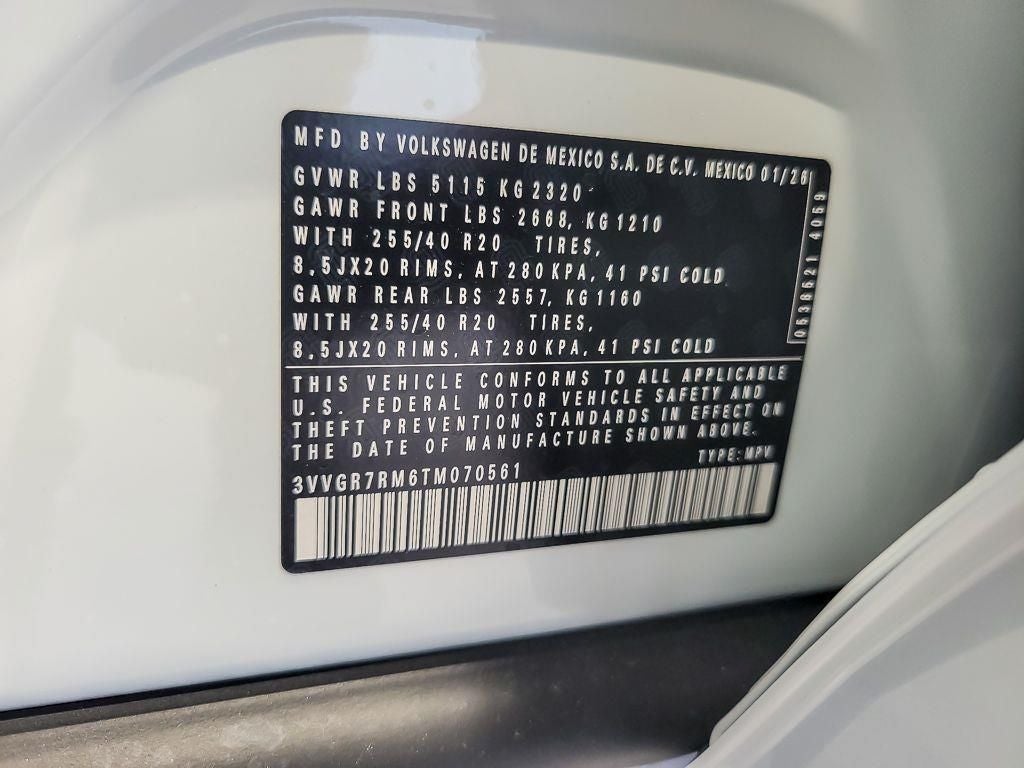 MFD BY VOLKSWAGEN DE MEXICO S.A. DE C.V. MEXICO 01/26
GVWR LBS 5115 KG 2320
GAWR FRONT LBS 2668, KG 1210
WITH 255/40 R20 TIRES,
8,5JX20 RIMS, AT 280 KPA, 41 PSI COLD
GAWR REAR LBS 2557, KG 1160
WITH 255/40 R20 TIRES,
8,5JX20 RIMS, AT 280 KPA, 41 PSI COLD
0536521 4059
THIS VEHICLE CONFORMS TO ALL APPLICABLE
U.S. FEDERAL MOTOR VEHICLE SAFETY AND
THEFT PREVENTION STANDARDS IN EFFECT ON
THE DATE OF MANUFACTURE SHOWN ABOVE.
TYPE: MPV
3VVGR7RM6TM070561